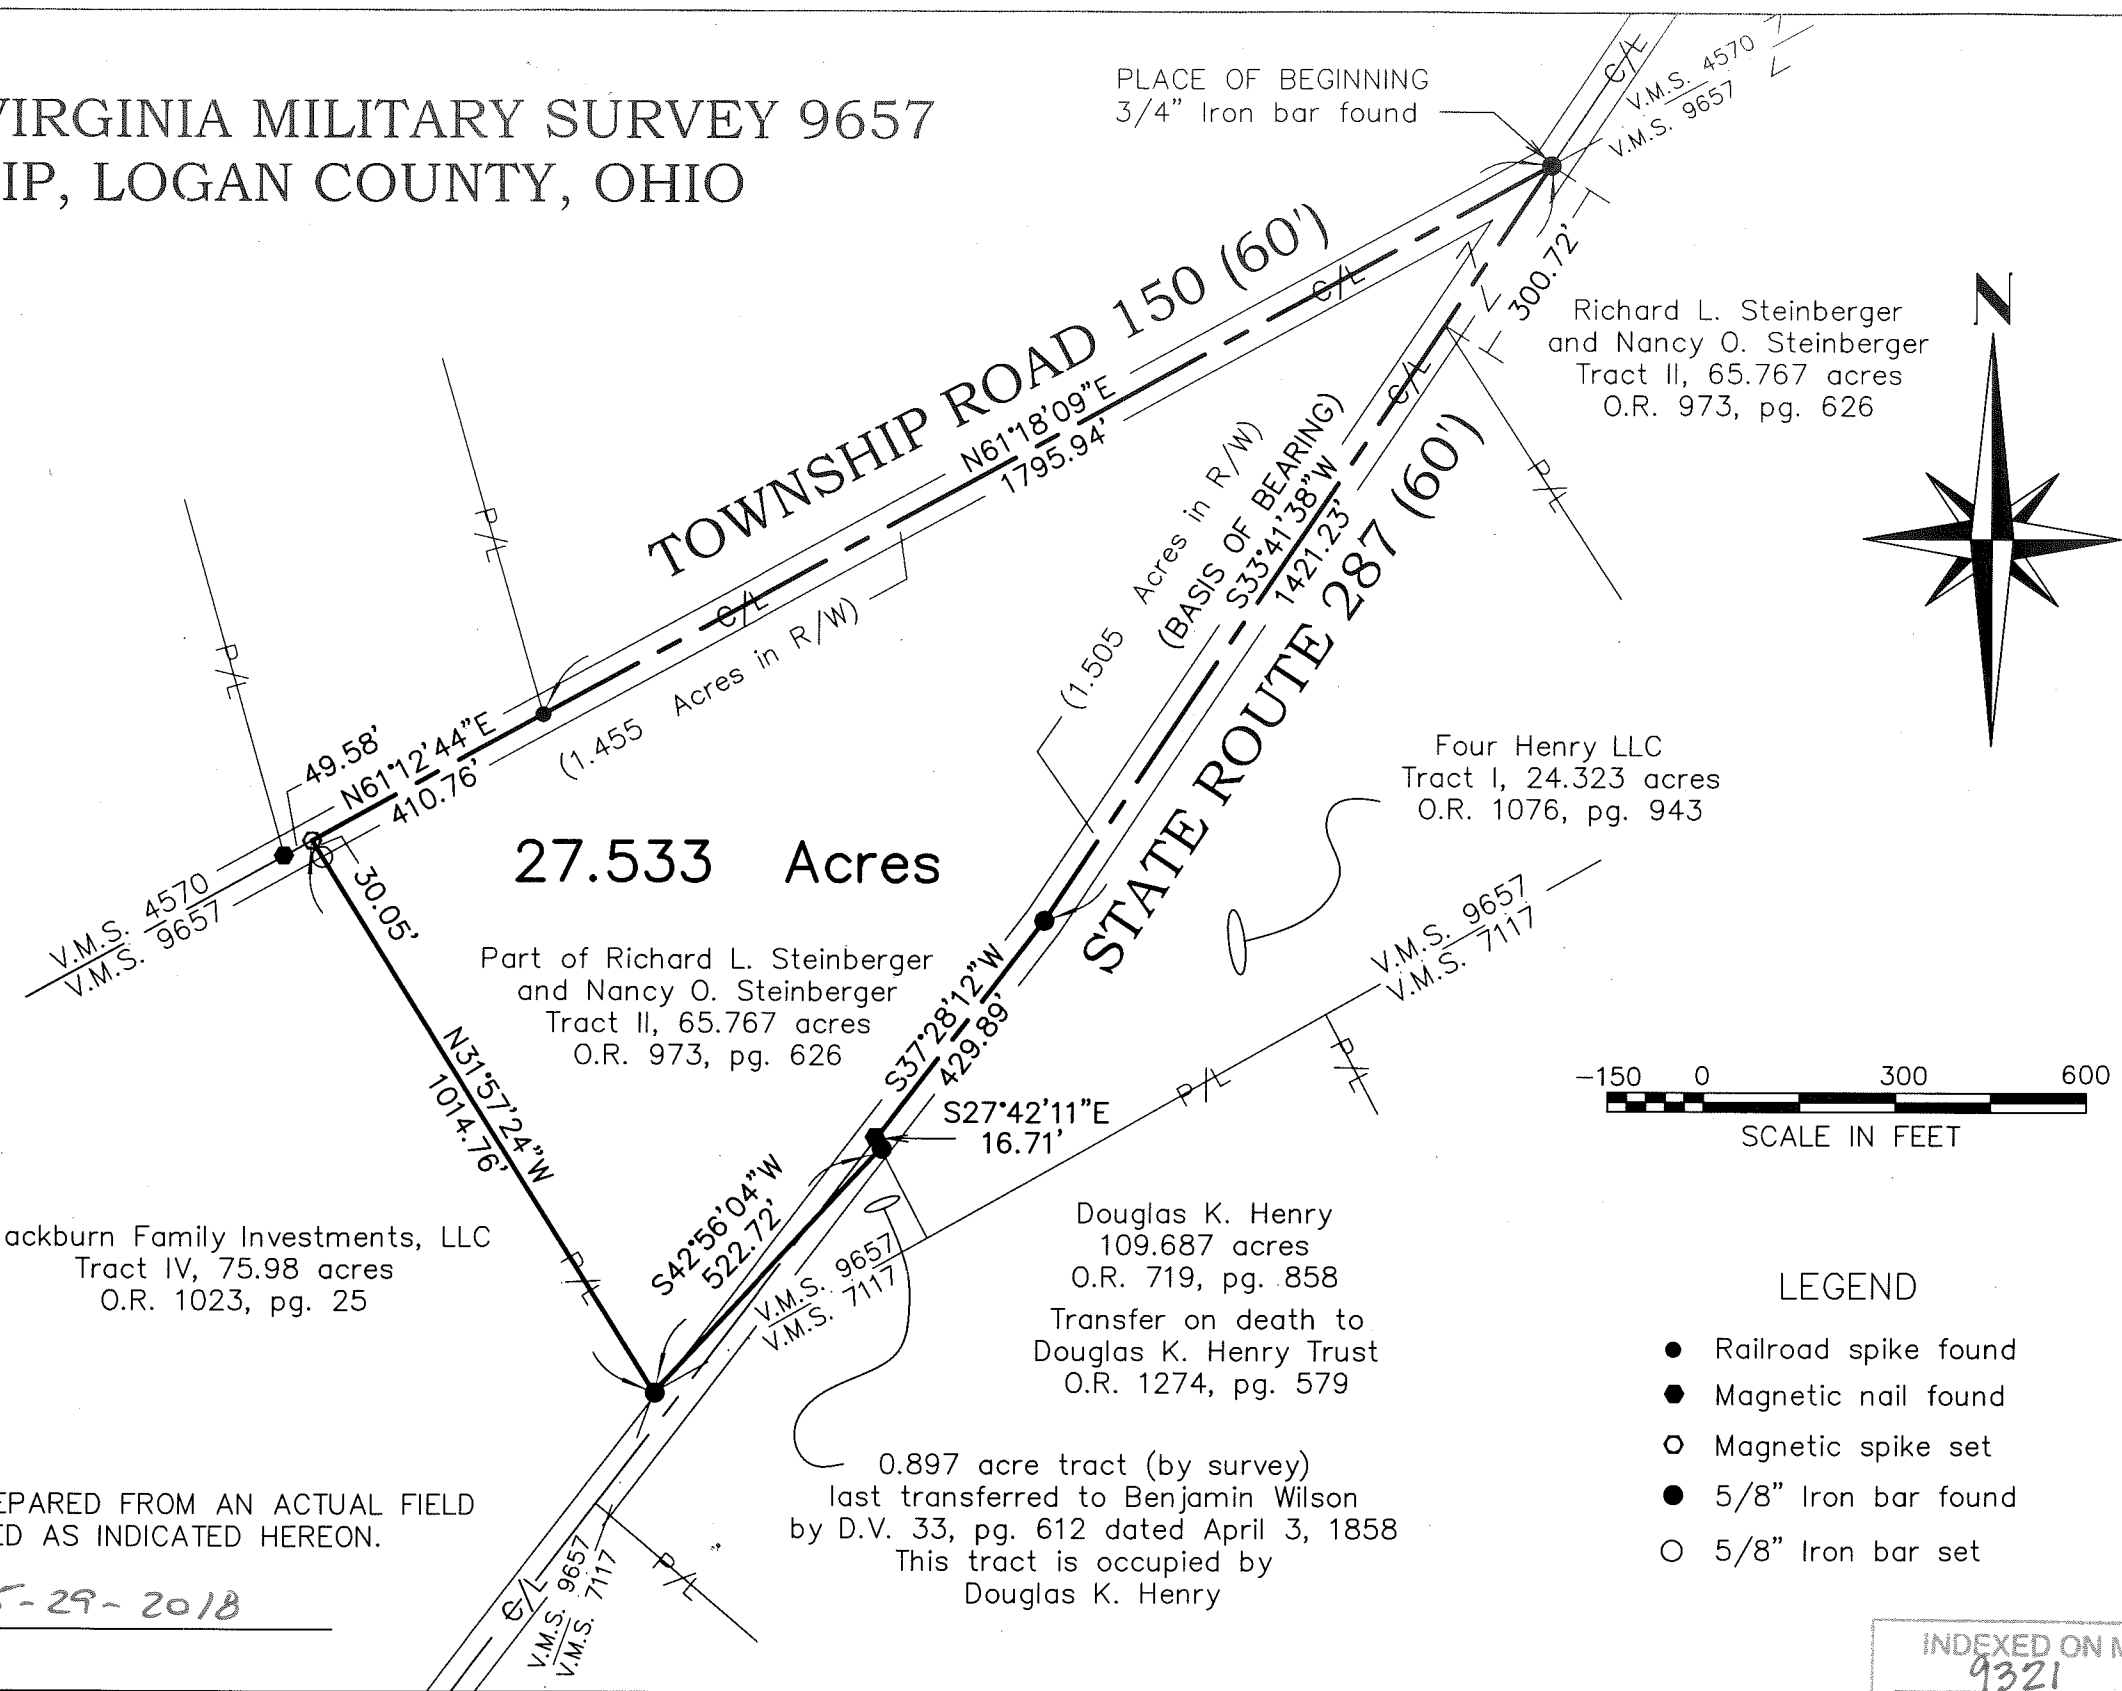 VIRGINIA MILITARY SURVEY 9657
IP, LOGAN COUNTY, OHIO
PLACE OF BEGINNING
3/4" Iron bar found
C/L
V.M.S. 4570
V.M.S. 9657
TOWNSHIP ROAD 150 (60')
C/L
N61°18'09"E
1795.94'
300.72'
Richard L. Steinberger
and Nancy O. Steinberger
Tract II, 65.767 acres
O.R. 973, pg. 626
N
C/L
P/L
STATE ROUTE 287 (60')
(BASIS OF BEARING)
S33°41'38"W
1421.23'
(1.505 Acres in R/W)
P/L
P/L
C/L
(1.455 Acres in R/W)
49.58'
N61°12'44"E
410.76'
30.05'
V.M.S. 4570
V.M.S. 9657
27.533 Acres
Part of Richard L. Steinberger
and Nancy O. Steinberger
Tract II, 65.767 acres
O.R. 973, pg. 626
Four Henry LLC
Tract I, 24.323 acres
O.R. 1076, pg. 943
V.M.S. 9657
V.M.S. 7117
P/L
P/L
S37°28'12"W
429.89'
S27°42'11"E
16.71'
N31°57'24"W
1014.76'
P/L
S42°56'04"W
522.72'
V.M.S. 9657
V.M.S. 7117
-150 0 300 600
SCALE IN FEET
ackburn Family Investments, LLC
Tract IV, 75.98 acres
O.R. 1023, pg. 25
Douglas K. Henry
109.687 acres
O.R. 719, pg. 858
Transfer on death to
Douglas K. Henry Trust
O.R. 1274, pg. 579
0.897 acre tract (by survey)
last transferred to Benjamin Wilson
by D.V. 33, pg. 612 dated April 3, 1858
This tract is occupied by
Douglas K. Henry
LEGEND
Railroad spike found
Magnetic nail found
Magnetic spike set
5/8" Iron bar found
5/8" Iron bar set
EPARED FROM AN ACTUAL FIELD
ED AS INDICATED HEREON.
5-29-2018
C/L
V.M.S. 9657
V.M.S. 7117
P/L
INDEXED ON M
9321